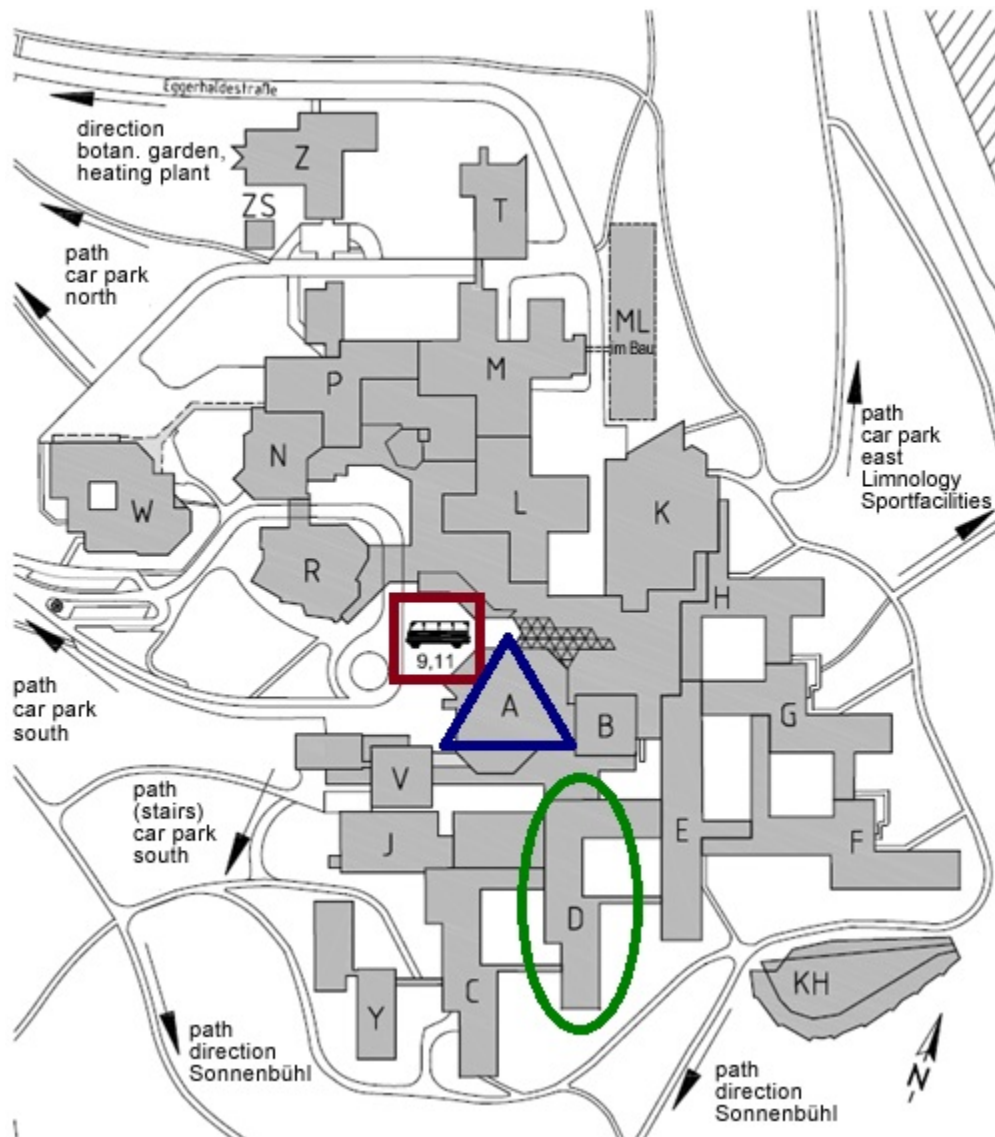 Eggerhaldestraße
direction
botan. garden,
heating plant
Z
ZS
T
path
car park
north
ML
im Bau
M
P
path
car park
east
Limnology
Sportfacilities
N
W
L
K
R
H
9,11
path
car park
south
A
B
G
V
path
(stairs)
car park
south
J
E
F
D
C
KH
Y
path
direction
Sonnenbühl
path
direction
Sonnenbühl
N